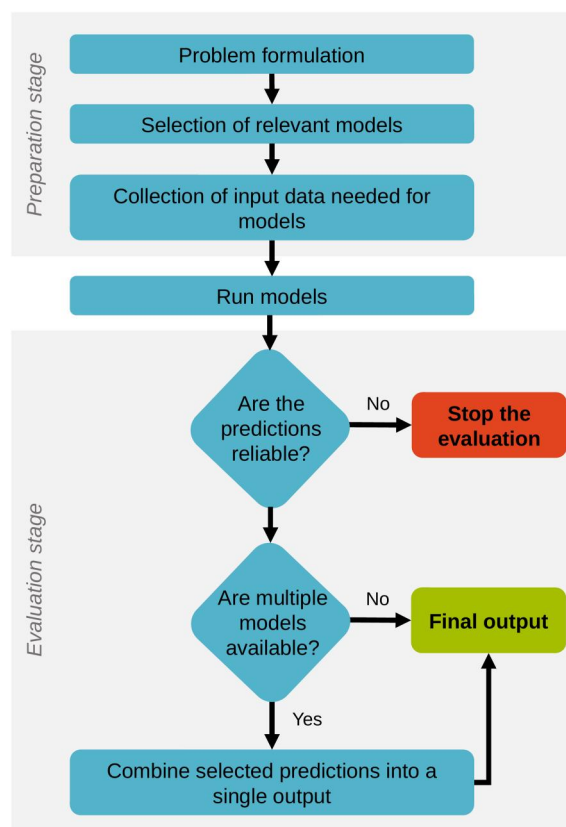 Preparation stage
Problem formulation
Selection of relevant models
Collection of input data needed for
models
Run models
Evaluation stage
Are the
predictions
reliable?
No
Stop the
evaluation
Are multiple
models
available?
No
Final output
Yes
Combine selected predictions into a
single output